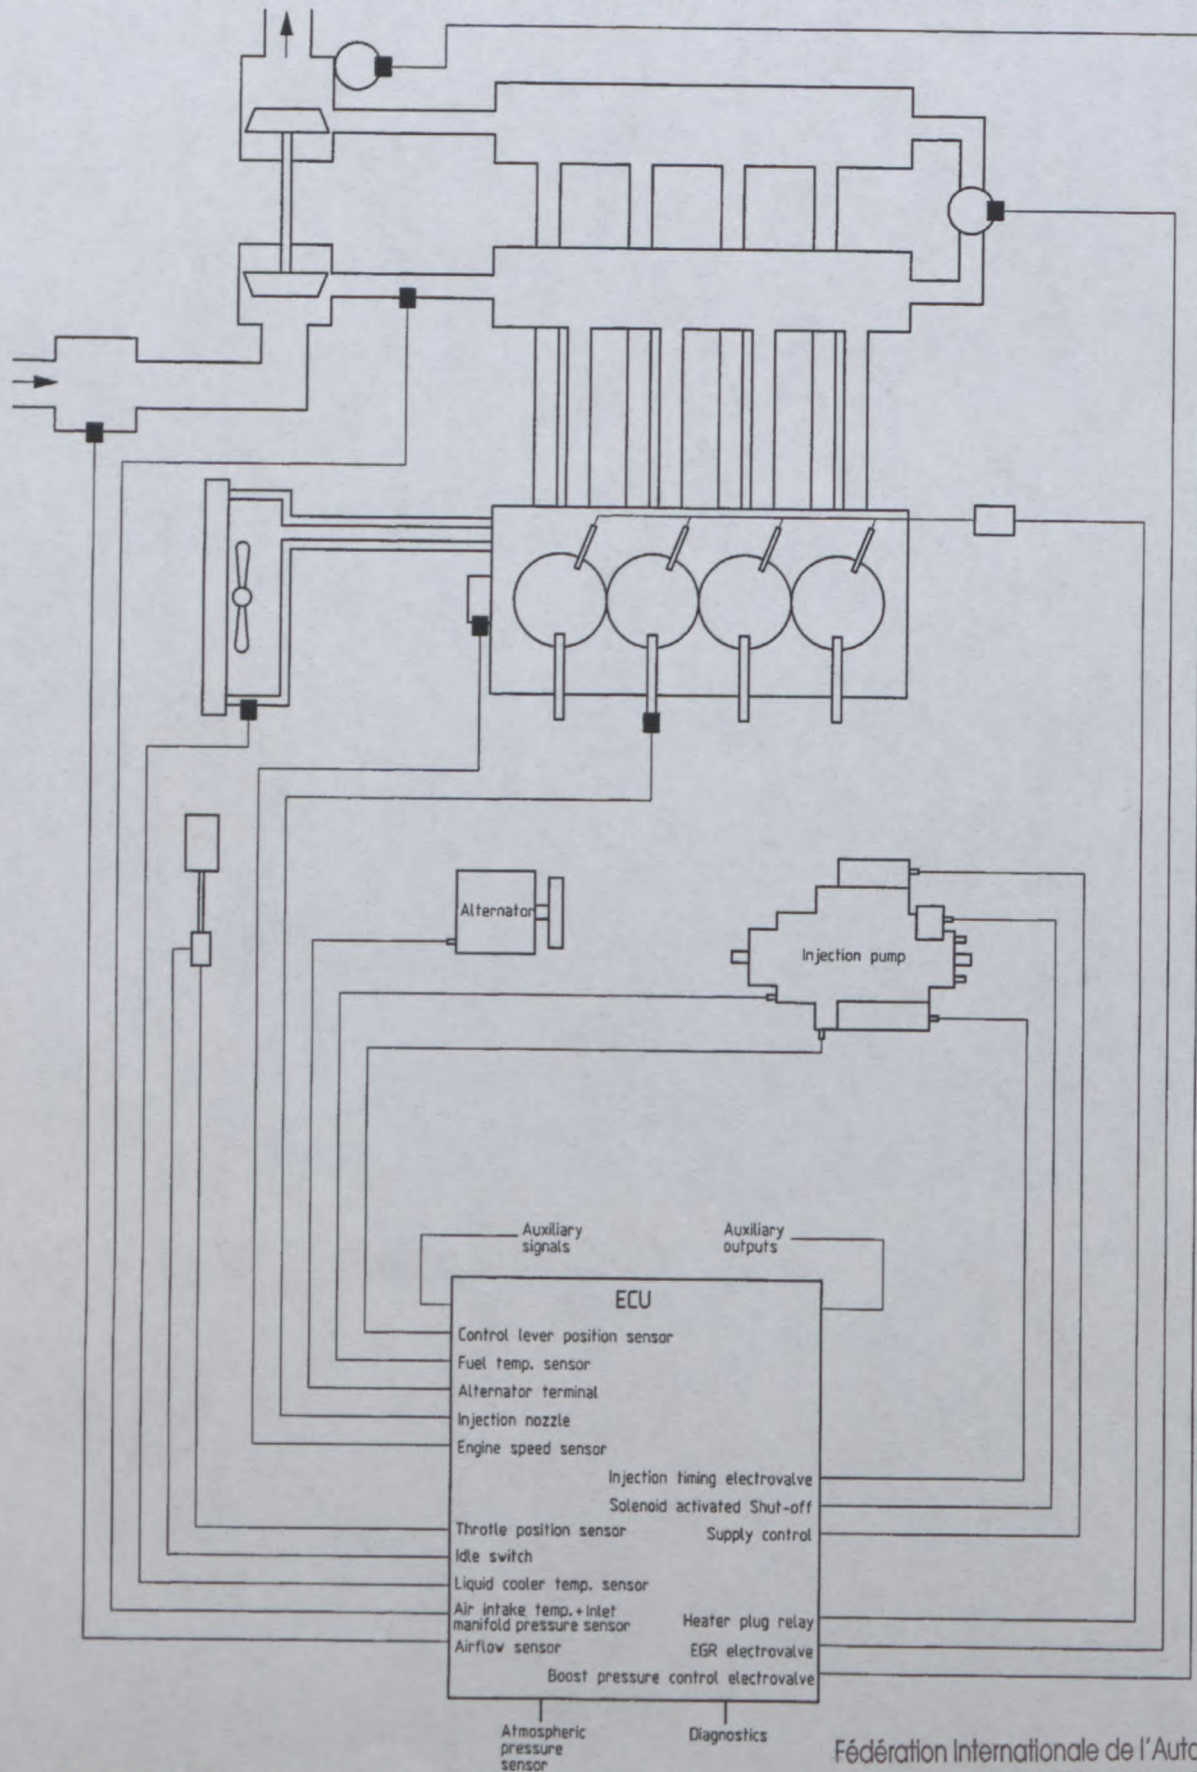 Alternator
Injection pump
Auxiliary
signals
Auxiliary
outputs
ECU
Control lever position sensor
Fuel temp. sensor
Alternator terminal
Injection nozzle
Engine speed sensor
Injection timing electrovalve
Solenoid activated Shut-off
Throttle position sensor
Supply control
Idle switch
Liquid cooler temp. sensor
Air intake temp.+Inlet
manifold pressure sensor
Heater plug relay
Airflow sensor
EGR electrovalve
Boost pressure control electrovalve
Atmospheric
pressure
sensor
Diagnostics
Fédération Internationale de l'Auto